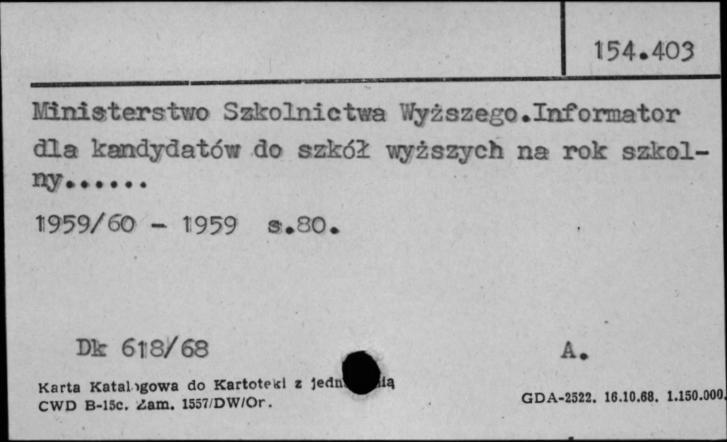 154.403
Ministerstwo Szkolnictwa Wyższego.Informator
dla kandydatów do szkół wyższych na rok szkol-
ny......
1959/60 - 1959 s.80.
Dk 618/68
A.
Karta Katalogowa do Kartoteki z
CWD B-15c. Zam. 1557/DW/Or.
GDA-2522. 16.10.68. 1.150.000.